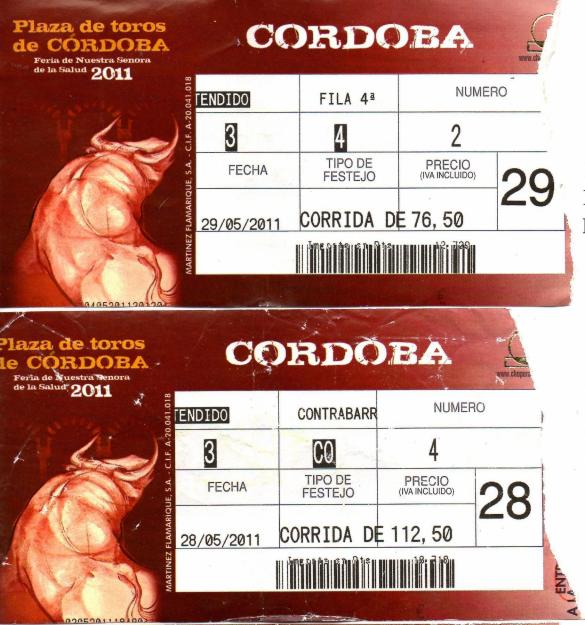 Plaza de toros
de CÓRDOBA
Feria de Nuestra Senora
de la Salud 2011
CORDOBA
TENDIDO FILA 4ª NUMERO
3 4 2
FECHA TIPO DE FESTEJO PRECIO (IVA INCLUIDO)
29
29/05/2011 CORRIDA DE 76,50
MARTINEZ FLAMARIQUE, S.A. - C.I.F. A-20.041.018
Plaza de toros
de CÓRDOBA
Feria de Nuestra Senora
de la Salud 2011
CORDOBA
TENDIDO CONTRABARR NUMERO
3 CO 4
FECHA TIPO DE FESTEJO PRECIO (IVA INCLUIDO)
28
28/05/2011 CORRIDA DE 112,50
MARTINEZ FLAMARIQUE, S.A. - C.I.F. A-20.041.018